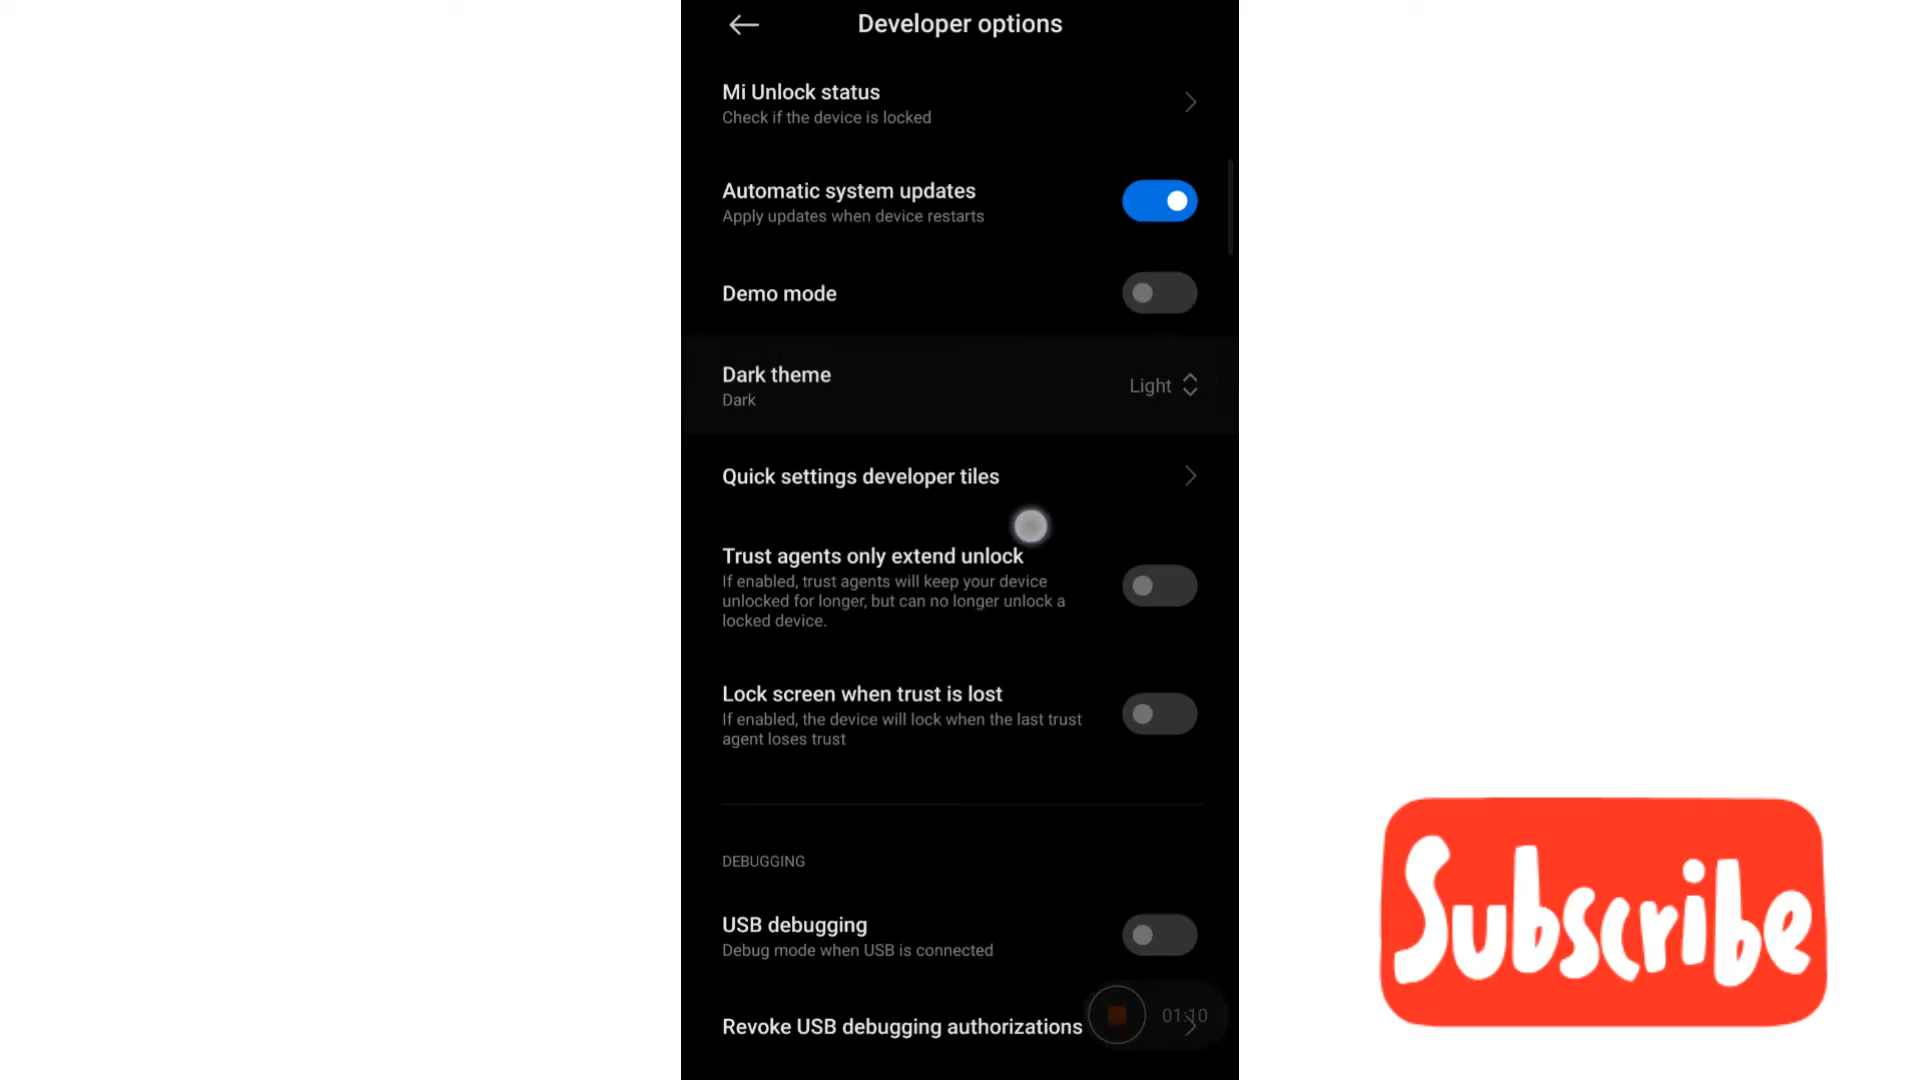 Developer options
Mi Unlock status
Check if the device is locked
Automatic system updates
Apply updates when device restarts
Demo mode
Dark theme
Dark
Light
Quick settings developer tiles
Trust agents only extend unlock
If enabled, trust agents will keep your device
unlocked for longer, but can no longer unlock a
locked device.
Lock screen when trust is lost
If enabled, the device will lock when the last trust
agent loses trust
DEBUGGING
USB debugging
Debug mode when USB is connected
Revoke USB debugging authorizations
01:10
Subscribe